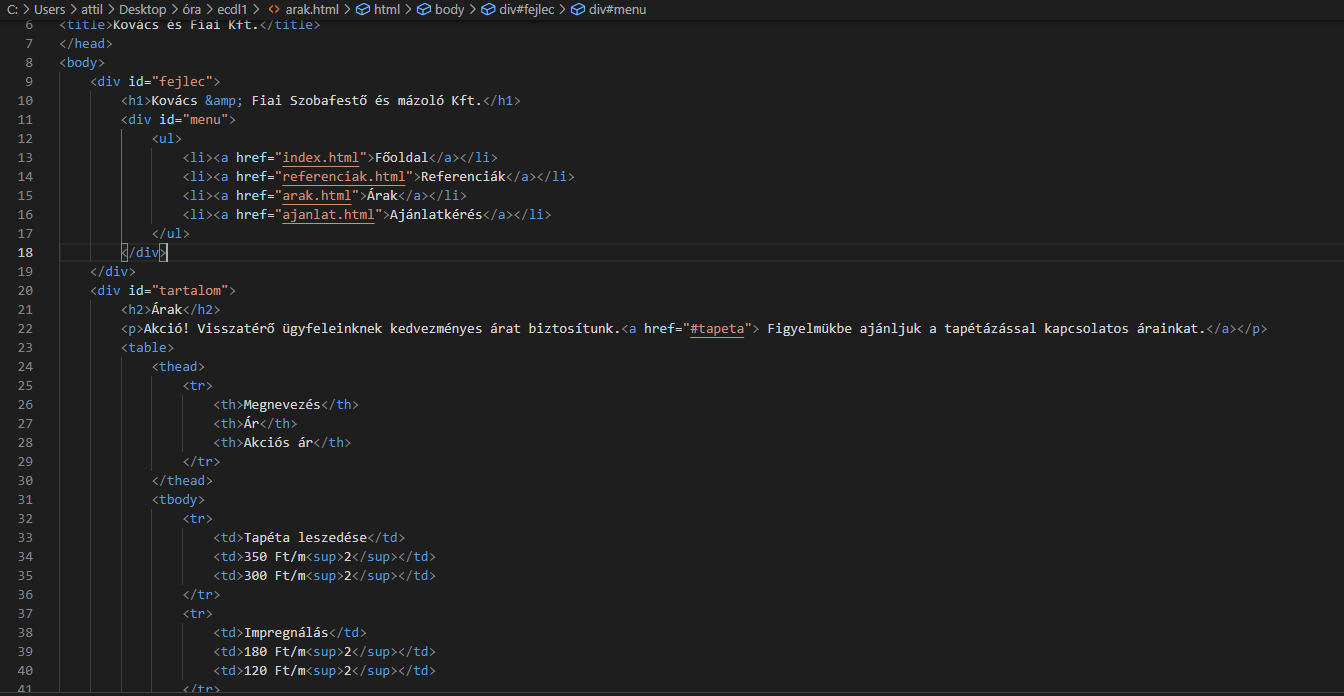 C: > Users > attil > Desktop > óra > ecdl1 > <> arak.html > html > body > div#fejlec > div#menu
6 <title>Kovács és Fiai Kft.</title>
7 </head>
8 <body>
9 <div id="fejlec">
10 <h1>Kovács &amp; Fiai Szobafestő és mázoló Kft.</h1>
11 <div id="menu">
12 <ul>
13 <li><a href="index.html">Főoldal</a></li>
14 <li><a href="referenciak.html">Referenciák</a></li>
15 <li><a href="arak.html">Árak</a></li>
16 <li><a href="ajanlat.html">Ajánlatkérés</a></li>
17 </ul>
18 </div>
19 </div>
20 <div id="tartalom">
21 <h2>Árak</h2>
22 <p>Akció! Visszatérő ügyfeleinknek kedvezményes árat biztosítunk.<a href="#tapeta"> Figyelmükbe ajánljuk a tapétázással kapcsolatos árainkat.</a></p>
23 <table>
24 <thead>
25 <tr>
26 <th>Megnevezés</th>
27 <th>Ár</th>
28 <th>Akciós ár</th>
29 </tr>
30 </thead>
31 <tbody>
32 <tr>
33 <td>Tapéta leszedése</td>
34 <td>350 Ft/m<sup>2</sup></td>
35 <td>300 Ft/m<sup>2</sup></td>
36 </tr>
37 <tr>
38 <td>Impregnálás</td>
39 <td>180 Ft/m<sup>2</sup></td>
40 <td>120 Ft/m<sup>2</sup></td>
41 </tr>